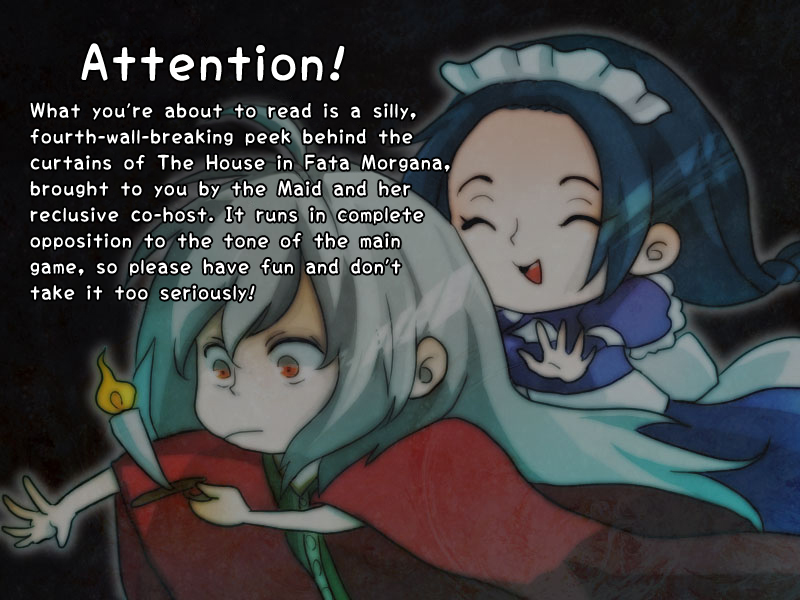 Attention!
What you're about to read is a silly,
fourth-wall-breaking peek behind the
curtains of The House in Fata Morgana,
brought to you by the Maid and her
reclusive co-host. It runs in complete
opposition to the tone of the main
game, so please have fun and don't
take it too seriously!